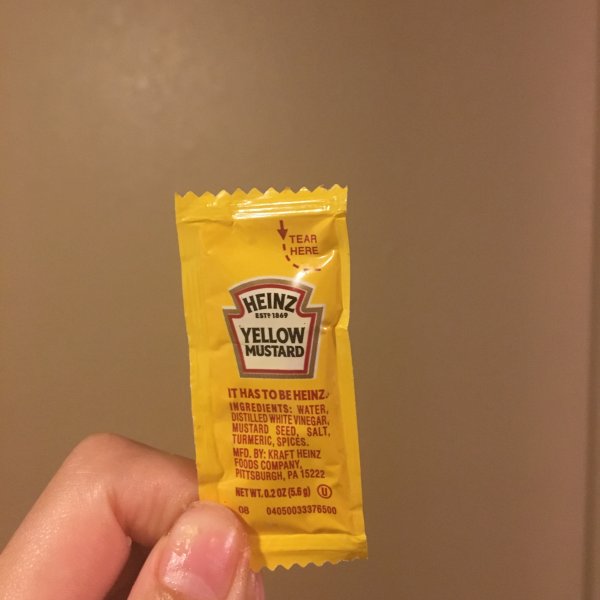 TEAR
HERE
HEINZ
ESTD 1869
YELLOW
MUSTARD
IT HAS TO BE HEINZ.
INGREDIENTS: WATER,
DISTILLED WHITE VINEGAR,
MUSTARD SEED, SALT,
TURMERIC, SPICES.
MFD. BY: KRAFT HEINZ
FOODS COMPANY,
PITTSBURGH, PA 15222
NET WT. 0.2 OZ (5.6 g) U
08 04050033376500